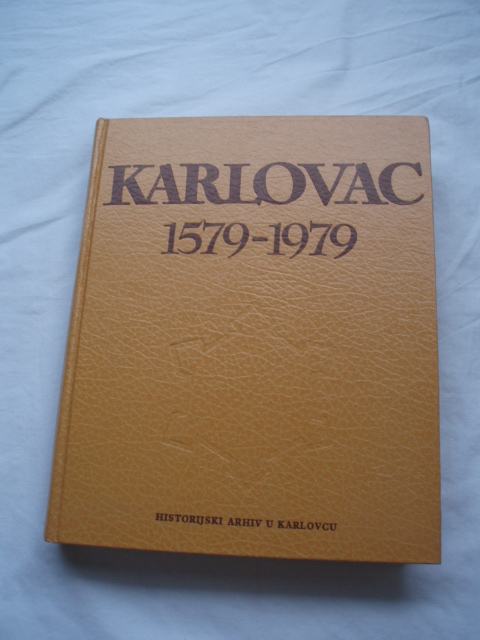 KARLOVAC
1579-1979
HISTORIJSKI ARHIV U KARLOVCU